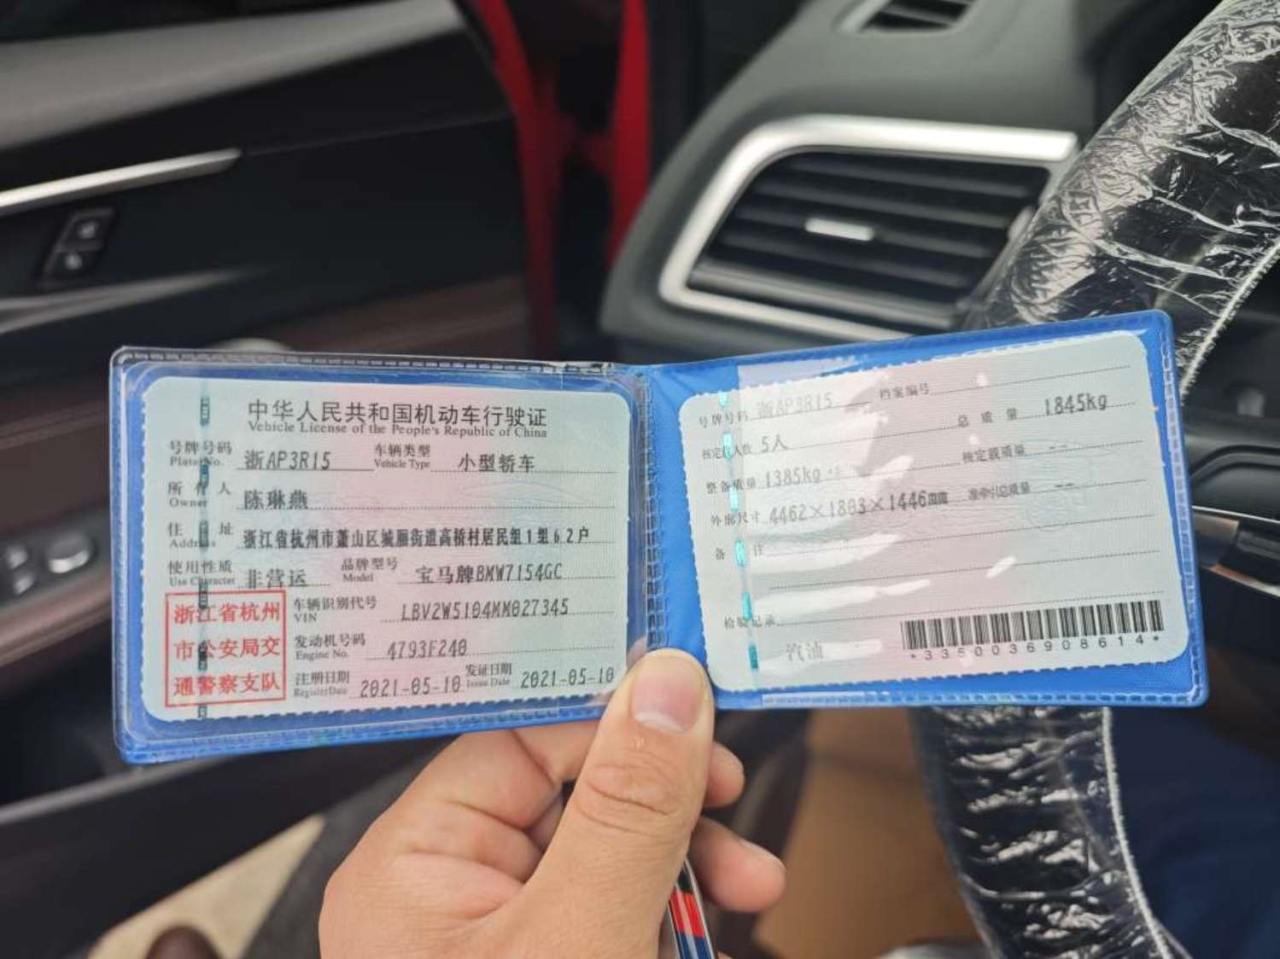 中华人民共和国机动车行驶证
Vehicle License of the People's Republic of China
号牌号码 Plate No. 浙AP3R15 车辆类型 Vehicle Type 小型轿车
所有人 Owner 陈琳燕
住址 Address 浙江省杭州市萧山区城厢街道高桥村居民组1组62户
使用性质 Use Character 非营运 品牌型号 Model 宝马牌BMW7154GC
浙江省杭州
市公安局交
通警察支队
车辆识别代号 VIN LBV2W5104MM027345
发动机号码 Engine No. 4793F240
注册日期 Register Date 2021-05-10 发证日期 Issue Date 2021-05-10
号牌号码 浙AP3R15 档案编号
核定载人数 5人 总质量 1845kg
整备质量 1385kg 核定载质量 --
外廓尺寸 4462×1803×1446mm 准牵引总质量 --
备注
检验记录
汽油
*3350036908614*